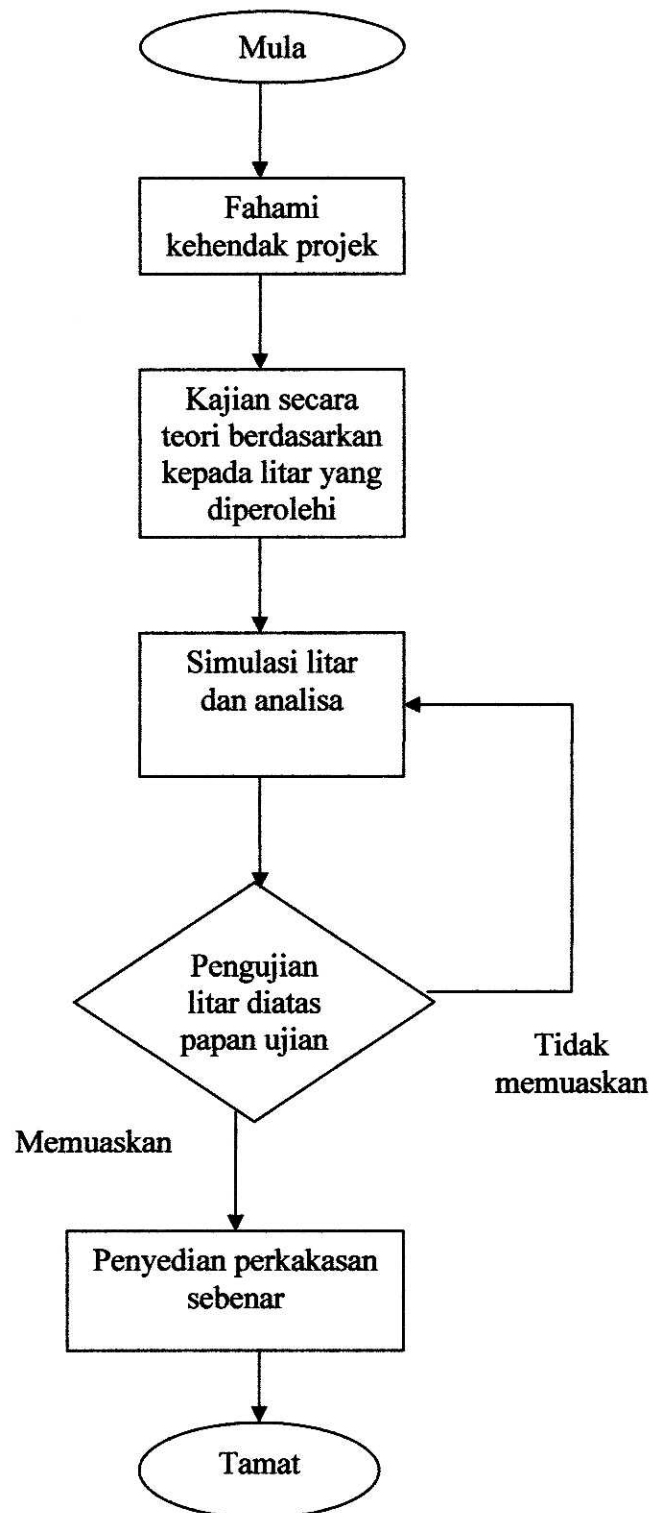 Mula
Fahami
kehendak projek
Kajian secara
teori berdasarkan
kepada litar yang
diperolehi
Simulasi litar
dan analisa
Pengujian
litar diatas
papan ujian
Tidak
memuaskan
Memuaskan
Penyedian perkakasan
sebenar
Tamat